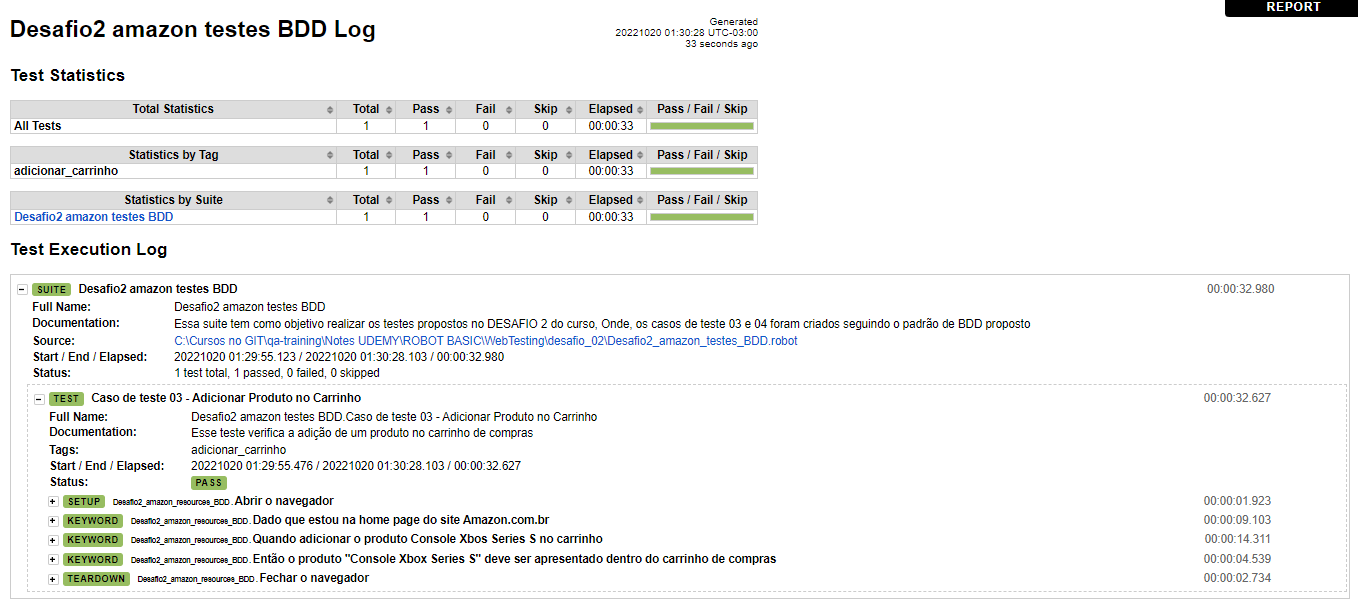 REPORT
Desafio2 amazon testes BDD Log
Generated
20221020 01:30:28 UTC-03:00
33 seconds ago
Test Statistics
Total Statistics Total Pass Fail Skip Elapsed Pass / Fail / Skip
All Tests 1 1 0 0 00:00:33
Statistics by Tag Total Pass Fail Skip Elapsed Pass / Fail / Skip
adicionar_carrinho 1 1 0 0 00:00:33
Statistics by Suite Total Pass Fail Skip Elapsed Pass / Fail / Skip
Desafio2 amazon testes BDD 1 1 0 0 00:00:33
Test Execution Log
- SUITE Desafio2 amazon testes BDD 00:00:32.980
Full Name: Desafio2 amazon testes BDD
Documentation: Essa suite tem como objetivo realizar os testes propostos no DESAFIO 2 do curso, Onde, os casos de teste 03 e 04 foram criados seguindo o padrão de BDD proposto
Source: C:\Cursos no GIT\qa-training\Notes UDEMY\ROBOT BASIC\WebTesting\desafio_02\Desafio2_amazon_testes_BDD.robot
Start / End / Elapsed: 20221020 01:29:55.123 / 20221020 01:30:28.103 / 00:00:32.980
Status: 1 test total, 1 passed, 0 failed, 0 skipped
- TEST Caso de teste 03 - Adicionar Produto no Carrinho 00:00:32.627
Full Name: Desafio2 amazon testes BDD.Caso de teste 03 - Adicionar Produto no Carrinho
Documentation: Esse teste verifica a adição de um produto no carrinho de compras
Tags: adicionar_carrinho
Start / End / Elapsed: 20221020 01:29:55.476 / 20221020 01:30:28.103 / 00:00:32.627
Status: PASS
+ SETUP Desafio2_amazon_resources_BDD. Abrir o navegador 00:00:01.923
+ KEYWORD Desafio2_amazon_resources_BDD. Dado que estou na home page do site Amazon.com.br 00:00:09.103
+ KEYWORD Desafio2_amazon_resources_BDD. Quando adicionar o produto Console Xbos Series S no carrinho 00:00:14.311
+ KEYWORD Desafio2_amazon_resources_BDD. Então o produto "Console Xbox Series S" deve ser apresentado dentro do carrinho de compras 00:00:04.539
+ TEARDOWN Desafio2_amazon_resources_BDD. Fechar o navegador 00:00:02.734